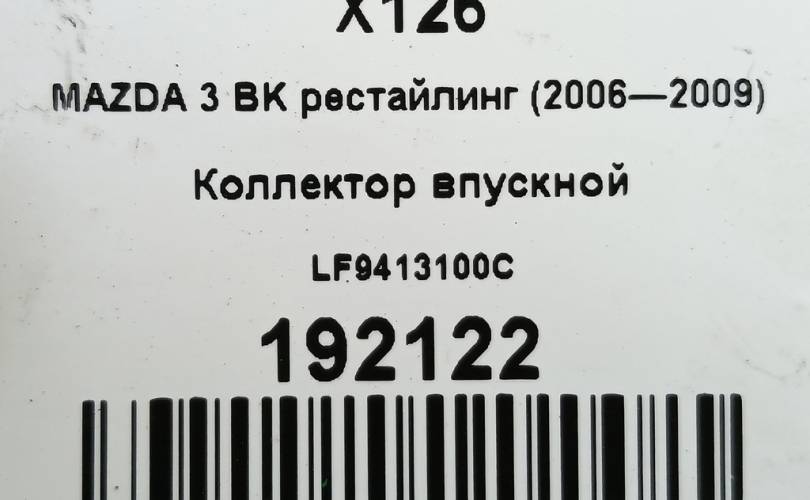 X126
MAZDA 3 BK рестайлинг (2006—2009)
Коллектор впускной
LF9413100C
192122